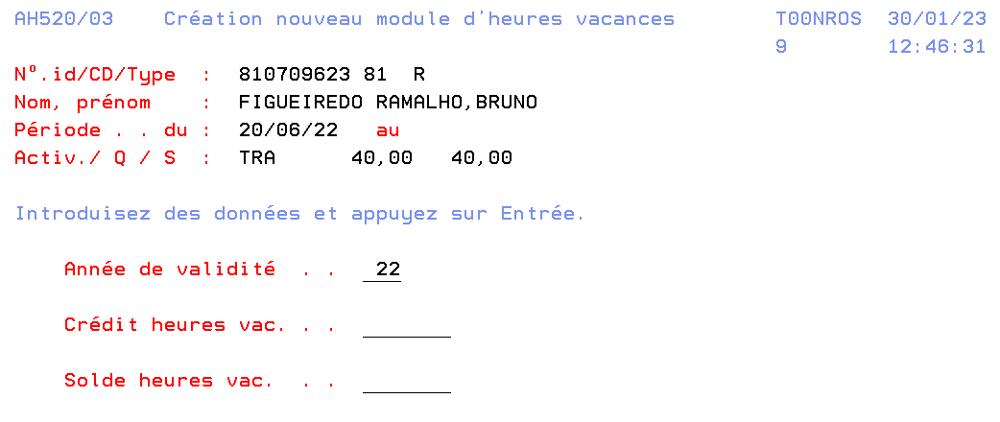 AH520/03 Création nouveau module d'heures vacances T00NROS 30/01/23
9 12:46:31
Nº.id/CD/Type : 810709623 81 R
Nom, prénom : FIGUEIREDO RAMALHO,BRUNO
Période . . du : 20/06/22 au
Activ./ Q / S : TRA 40,00 40,00
Introduisez des données et appuyez sur Entrée.
Année de validité . . 22
Crédit heures vac. . .
Solde heures vac. . .